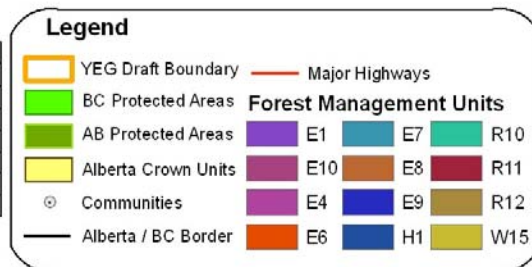 Legend
YEG Draft Boundary
BC Protected Areas
AB Protected Areas
Alberta Crown Units
Communities
Alberta / BC Border
Major Highways
Forest Management Units
E1 E7 R10
E10 E8 R11
E4 E9 R12
E6 H1 W15